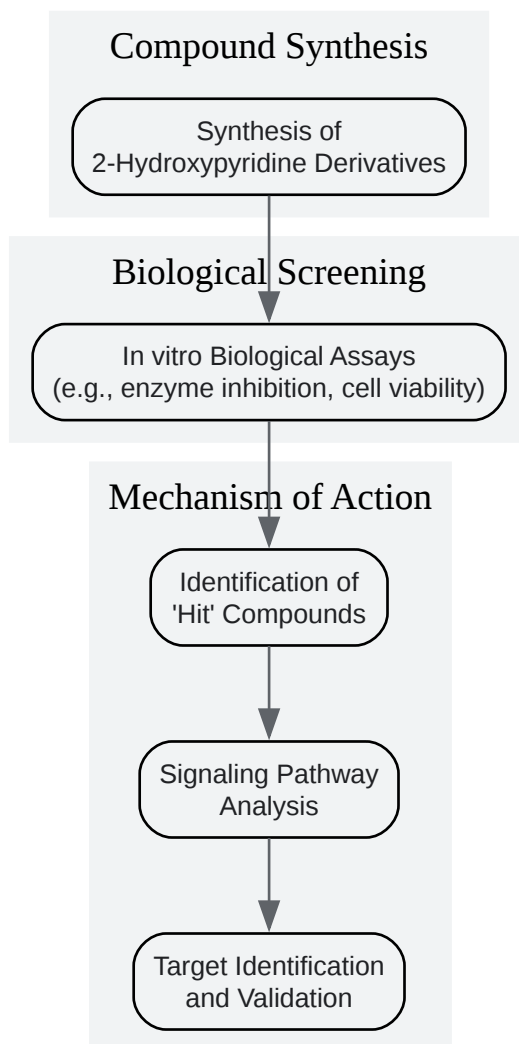 Compound Synthesis
Synthesis of
2-Hydroxypyridine Derivatives
Biological Screening
In vitro Biological Assays
(e.g., enzyme inhibition, cell viability)
Mechanism of Action
Identification of
'Hit' Compounds
Signaling Pathway
Analysis
Target Identification
and Validation